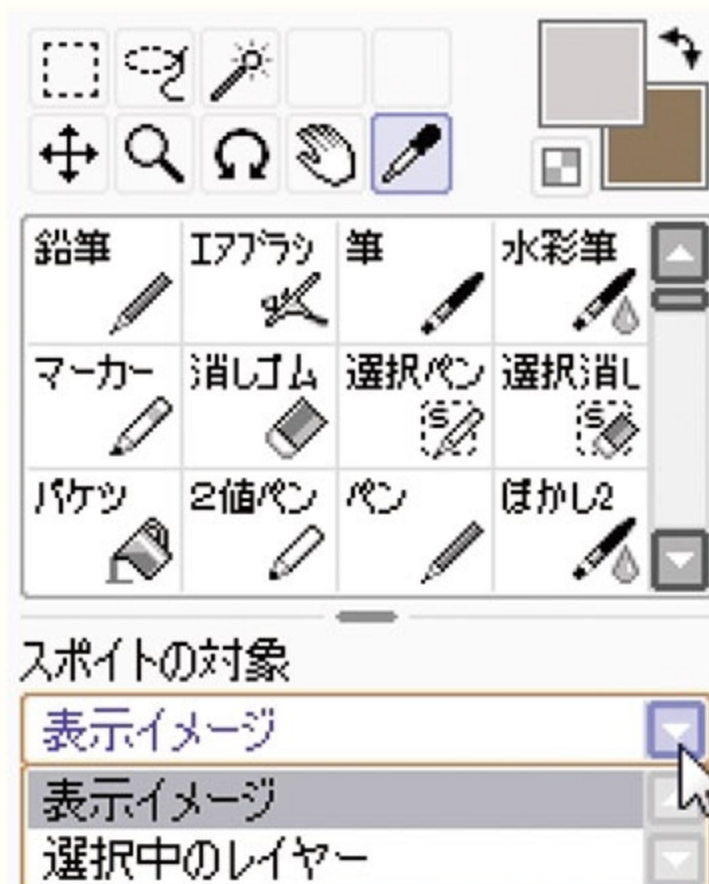 鉛筆 エアブラシ 筆 水彩筆
マーカー 消しゴム 選択ペン 選択消し
バケツ 2値ペン ペン ぼかし2
スポイトの対象
表示イメージ
表示イメージ
選択中のレイヤー